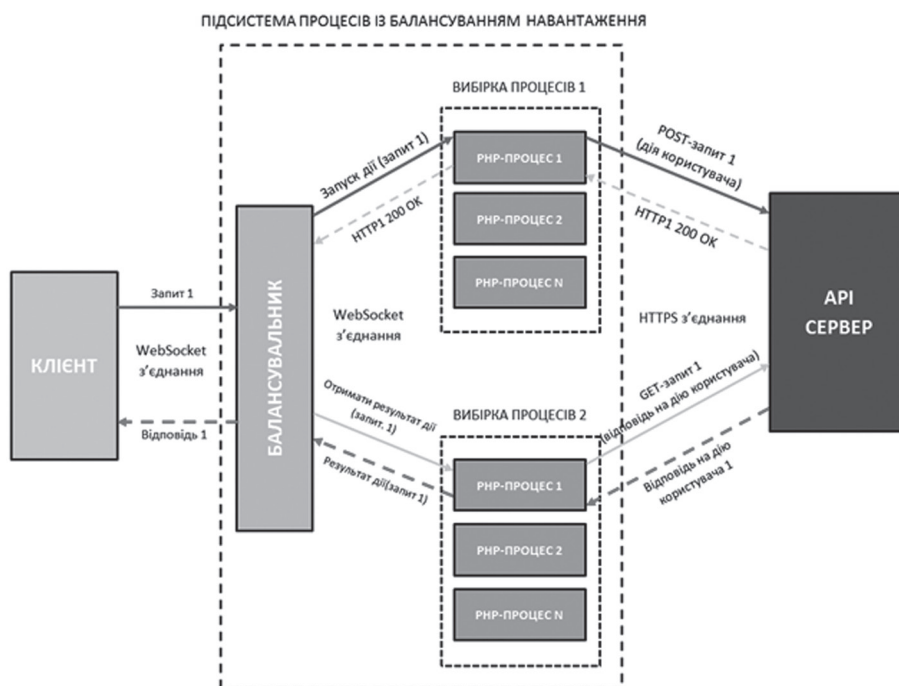 ПІДСИСТЕМА ПРОЦЕСІВ ІЗ БАЛАНСУВАННЯМ НАВАНТАЖЕННЯ
ВИБІРКА ПРОЦЕСІВ 1
PHP-ПРОЦЕС 1
PHP-ПРОЦЕС 2
PHP-ПРОЦЕС N
Запуск дії (запит 1)
HTTP1 200 OK
POST-запит 1
(дія користувача)
HTTP1 200 OK
КЛІЄНТ
Запит 1
WebSocket
з’єднання
Відповідь 1
БАЛАНСУВАЛЬНИК
WebSocket
з’єднання
HTTPS з’єднання
API
СЕРВЕР
Отримати результат дії
(запит. 1)
Результат дії(запит 1)
ВИБІРКА ПРОЦЕСІВ 2
PHP-ПРОЦЕС 1
PHP-ПРОЦЕС 2
PHP-ПРОЦЕС N
GET-запит 1
(відповідь на дію користувача)
Відповідь на дію
користувача 1